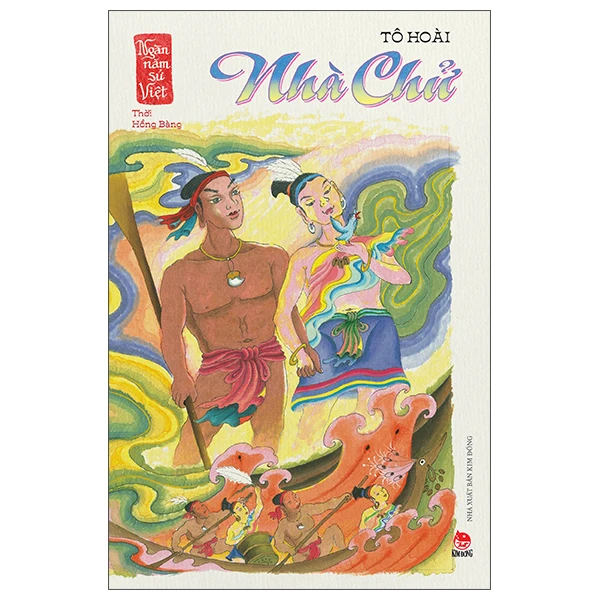 TÔ HOÀI
Nhà Chử
Ngàn
năm
sử
Việt
Thời
Hồng Bàng
NHÀ XUẤT BẢN KIM ĐỒNG
KIM ĐỒNG